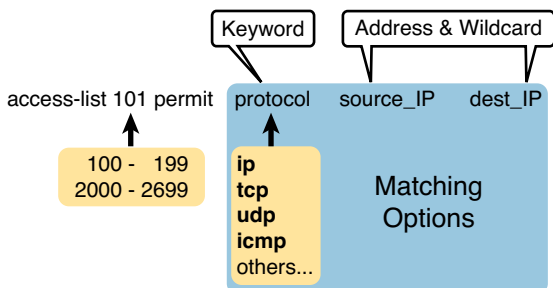 Keyword
Address & Wildcard
access-list 101 permit protocol source_IP dest_IP
100 - 199
2000 - 2699
ip
tcp
udp
icmp
others...
Matching
Options